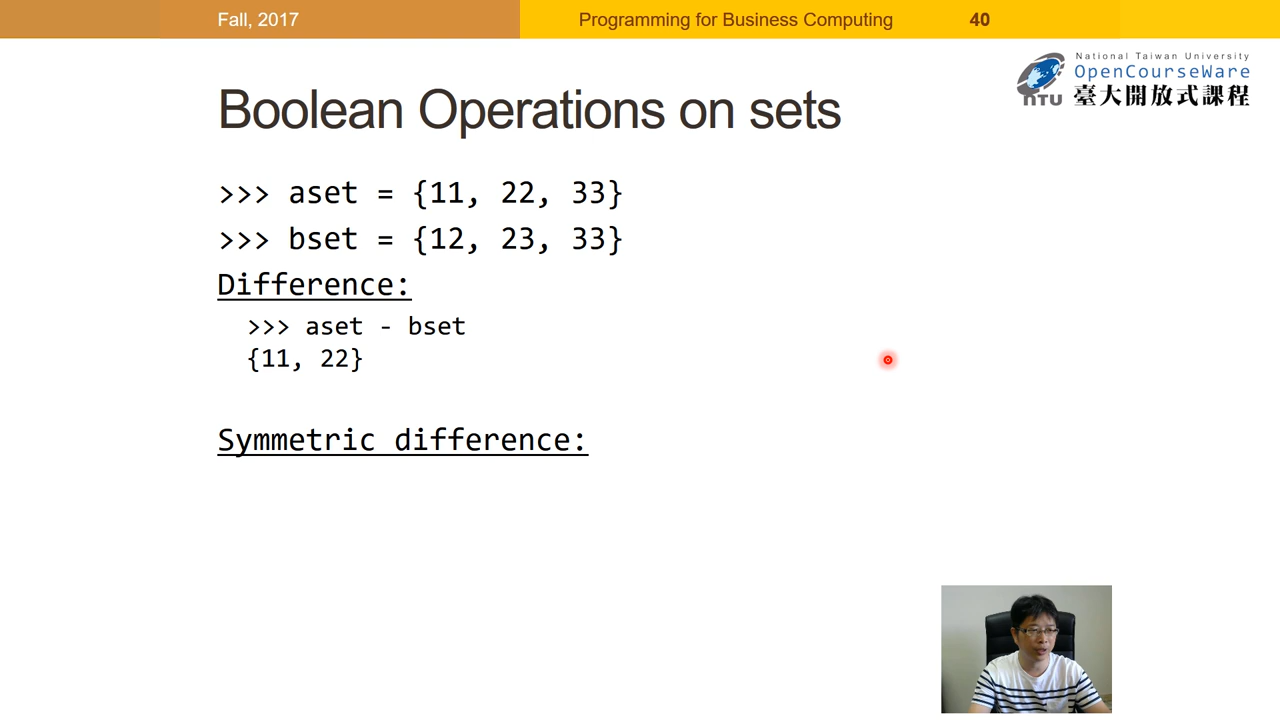 Fall, 2017
Programming for Business Computing
40
National Taiwan University
OpenCourseWare
臺大開放式課程
NTU
Boolean Operations on sets
>>> aset = {11, 22, 33}
>>> bset = {12, 23, 33}
Difference:
>>> aset - bset
{11, 22}
Symmetric difference: